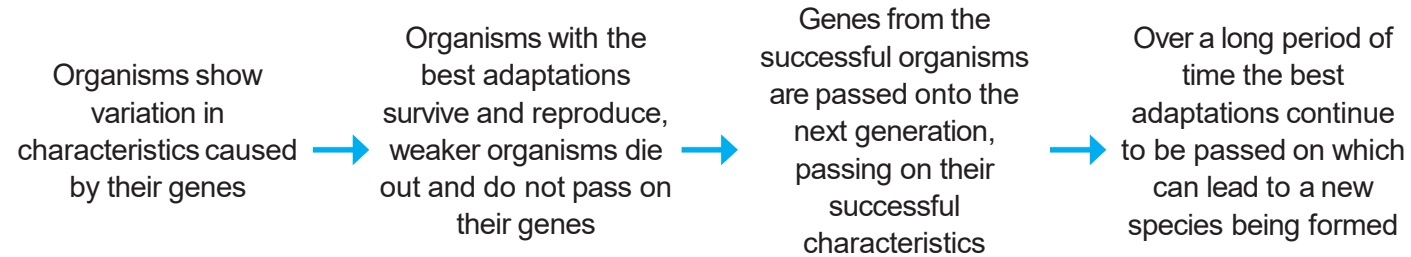 Organisms show
variation in
characteristics caused
by their genes
Organisms with the
best adaptations
survive and reproduce,
weaker organisms die
out and do not pass on
their genes
Genes from the
successful organisms
are passed onto the
next generation,
passing on their
successful
characteristics
Over a long period of
time the best
adaptations continue
to be passed on which
can lead to a new
species being formed